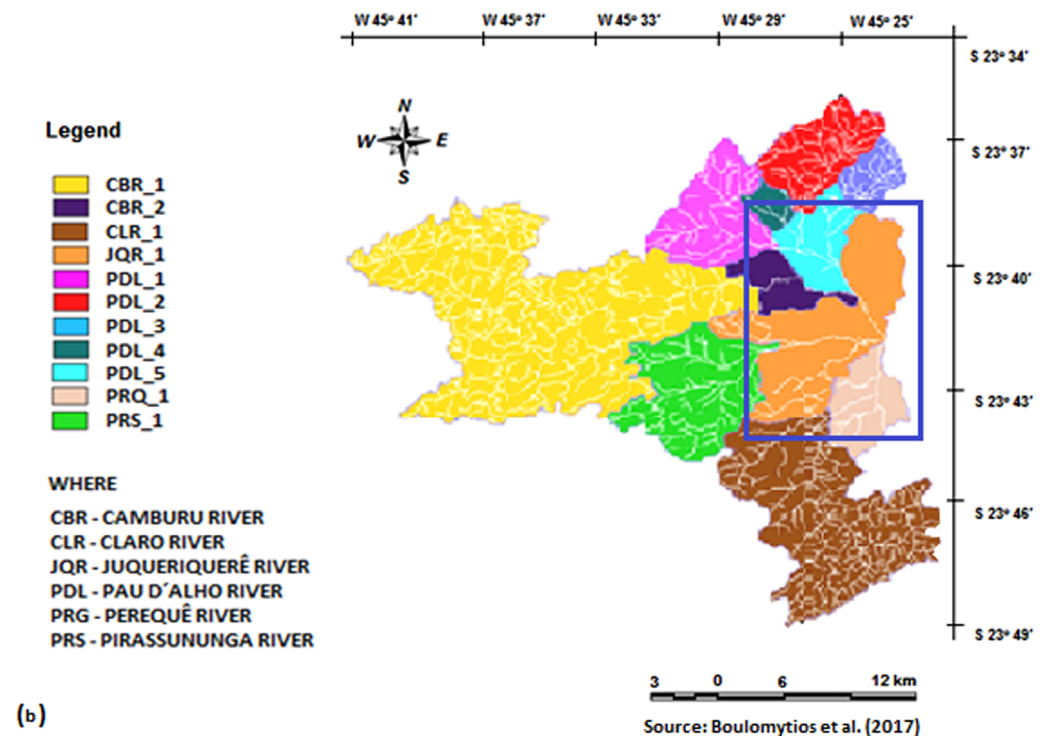 W 45° 41' W 45° 37' W 45° 33' W 45° 29' W 45° 25'
S 23° 34'
N
W E
S
S 23° 37'
Legend
CBR_1
CBR_2
CLR_1
JQR_1
PDL_1
PDL_2
PDL_3
PDL_4
PDL_5
PRQ_1
PRS_1
S 23° 40'
S 23° 43'
S 23° 46'
S 23° 49'
WHERE
CBR - CAMBURU RIVER
CLR - CLARO RIVER
JQR - JUQUERIQUERÊ RIVER
PDL - PAU D´ALHO RIVER
PRG - PEREQUÊ RIVER
PRS - PIRASSUNUNGA RIVER
3 0 6 12 km
(b)
Source: Boulomytios et al. (2017)